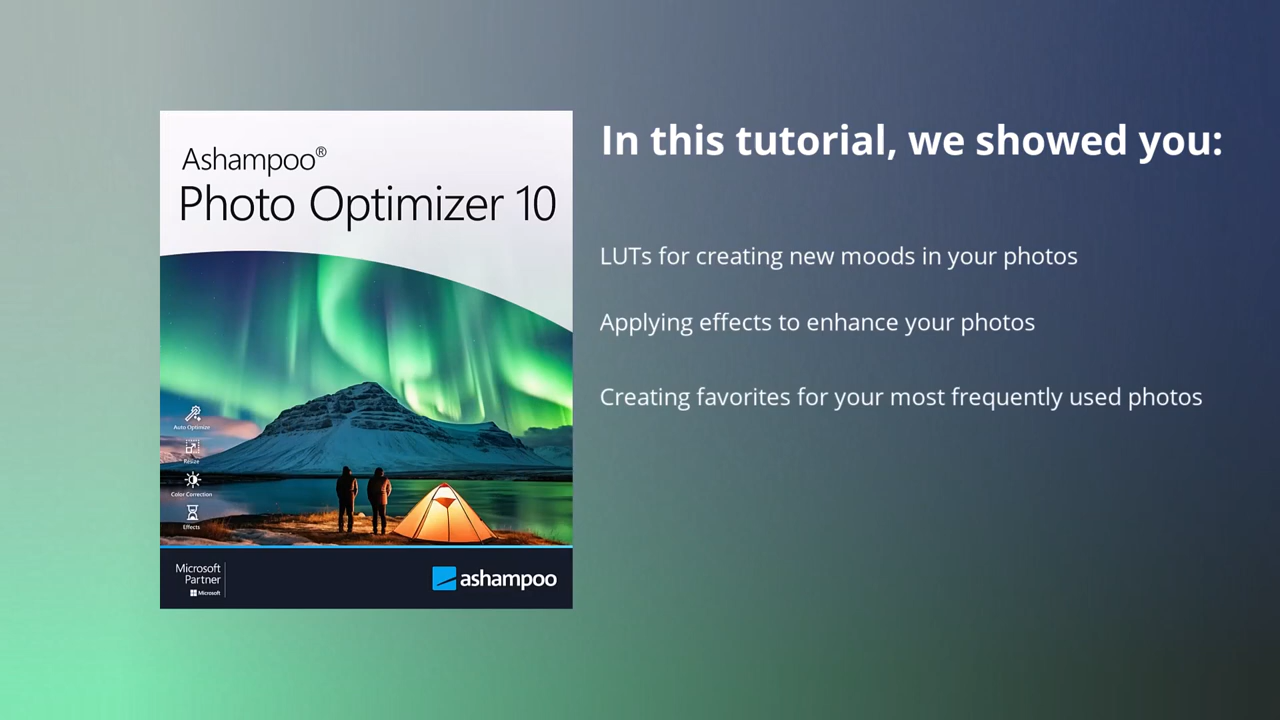 Ashampoo®
Photo Optimizer 10
Auto Optimize
Resize
Color Correction
Effects
Microsoft
Partner
Microsoft
ashampoo
In this tutorial, we showed you:
LUTs for creating new moods in your photos
Applying effects to enhance your photos
Creating favorites for your most frequently used photos